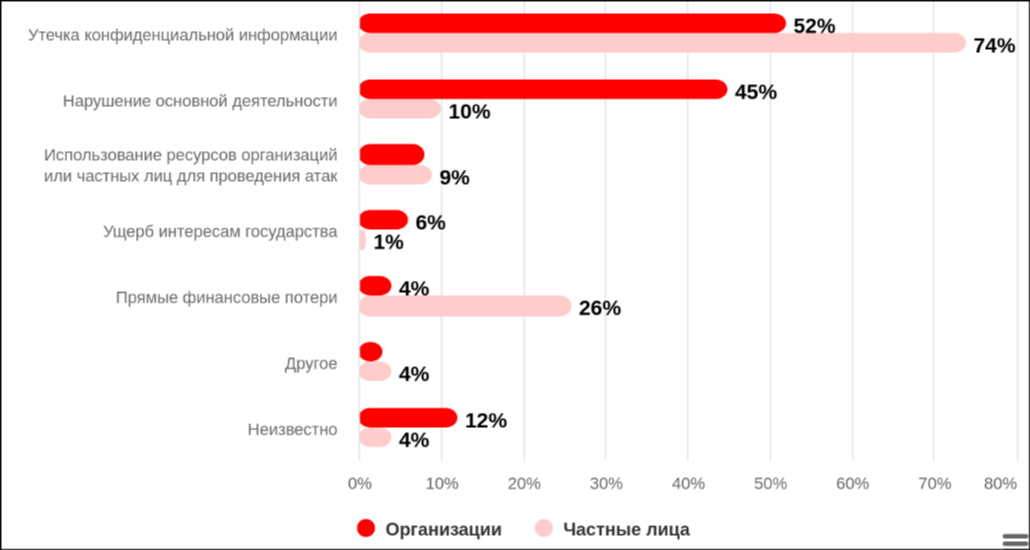 Утечка конфиденциальной информации
52%
74%
Нарушение основной деятельности
45%
10%
Использование ресурсов организаций
или частных лиц для проведения атак
9%
Ущерб интересам государства
6%
1%
Прямые финансовые потери
4%
26%
Другое
4%
Неизвестно
12%
4%
0% 10% 20% 30% 40% 50% 60% 70% 80%
Организации Частные лица